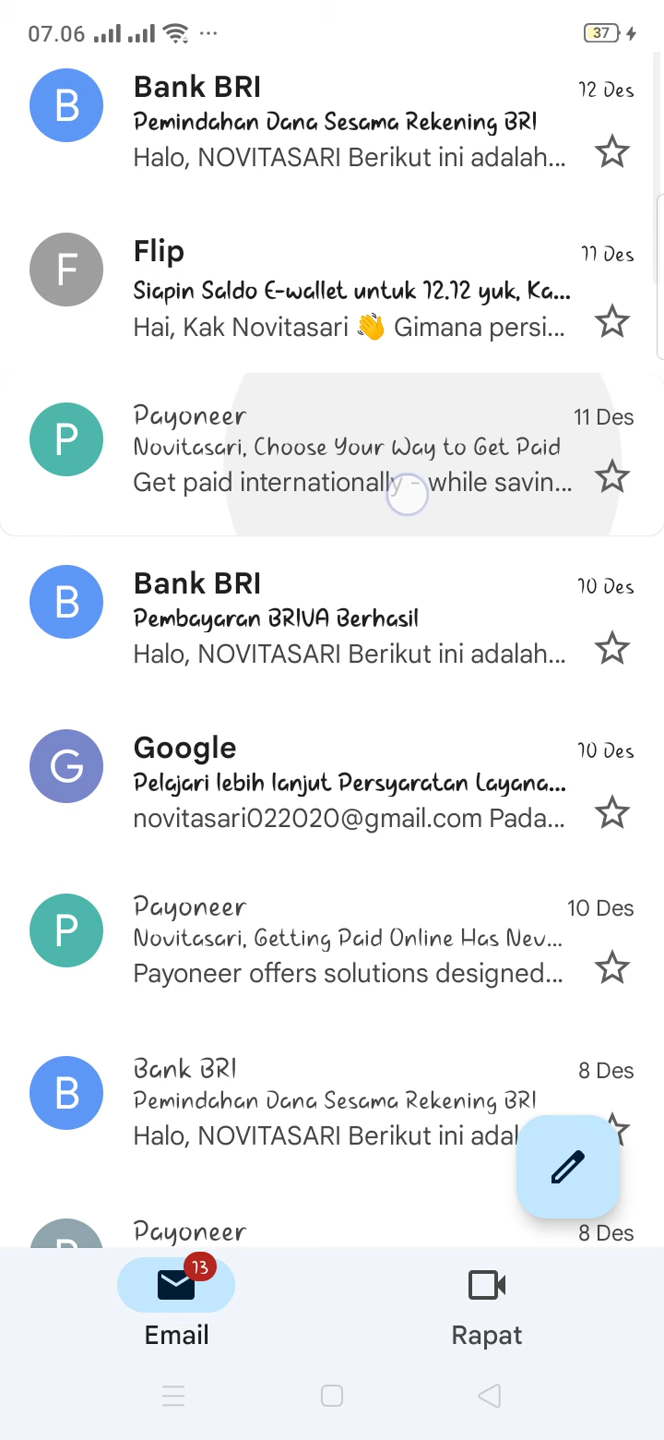 07.06
37
Bank BRI
12 Des
Pemindahan Dana Sesama Rekening BRI
Halo, NOVITASARI Berikut ini adalah...
B
Flip
11 Des
Siapin Saldo E-wallet untuk 12.12 yuk, Ka...
Hai, Kak Novitasari 👋 Gimana persi...
F
Payoneer
11 Des
Novitasari, Choose Your Way to Get Paid
Get paid internationally - while savin...
P
Bank BRI
10 Des
Pembayaran BRIVA Berhasil
Halo, NOVITASARI Berikut ini adalah...
B
Google
10 Des
Pelajari lebih lanjut Persyaratan Layana...
novitasari022020@gmail.com Pada...
G
Payoneer
10 Des
Novitasari, Getting Paid Online Has Nev...
Payoneer offers solutions designed...
P
Bank BRI
8 Des
Pemindahan Dana Sesama Rekening BRI
Halo, NOVITASARI Berikut ini adal
B
Payoneer
8 Des
P
13
Email
Rapat